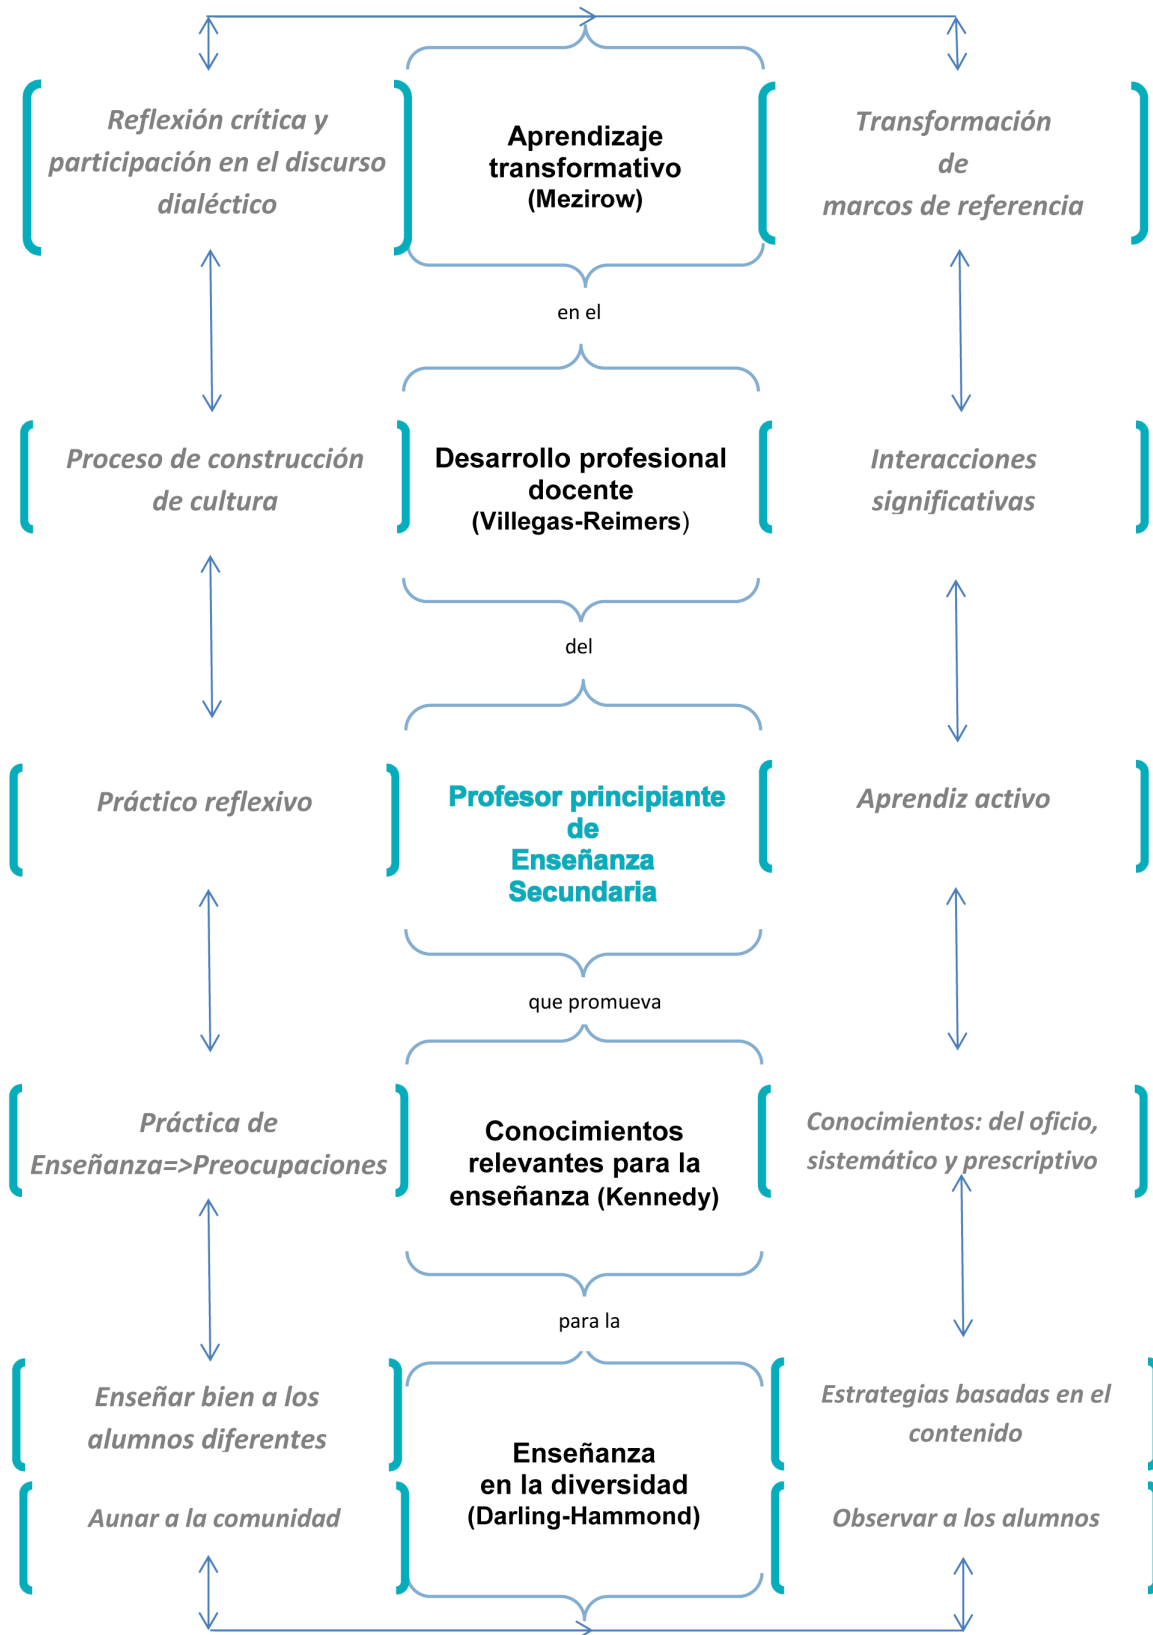 Reflexión crítica y
participación en el discurso
dialéctico
Aprendizaje
transformativo
(Mezirow)
Transformación
de
marcos de referencia
en el
Proceso de construcción
de cultura
Desarrollo profesional
docente
(Villegas-Reimers)
Interacciones
significativas
del
Práctico reflexivo
Profesor principiante
de
Enseñanza
Secundaria
Aprendiz activo
que promueva
Práctica de
Enseñanza=>Preocupaciones
Conocimientos
relevantes para la
enseñanza (Kennedy)
Conocimientos: del oficio,
sistemático y prescriptivo
para la
Enseñar bien a los
alumnos diferentes
Aunar a la comunidad
Enseñanza
en la diversidad
(Darling-Hammond)
Estrategias basadas en el
contenido
Observar a los alumnos